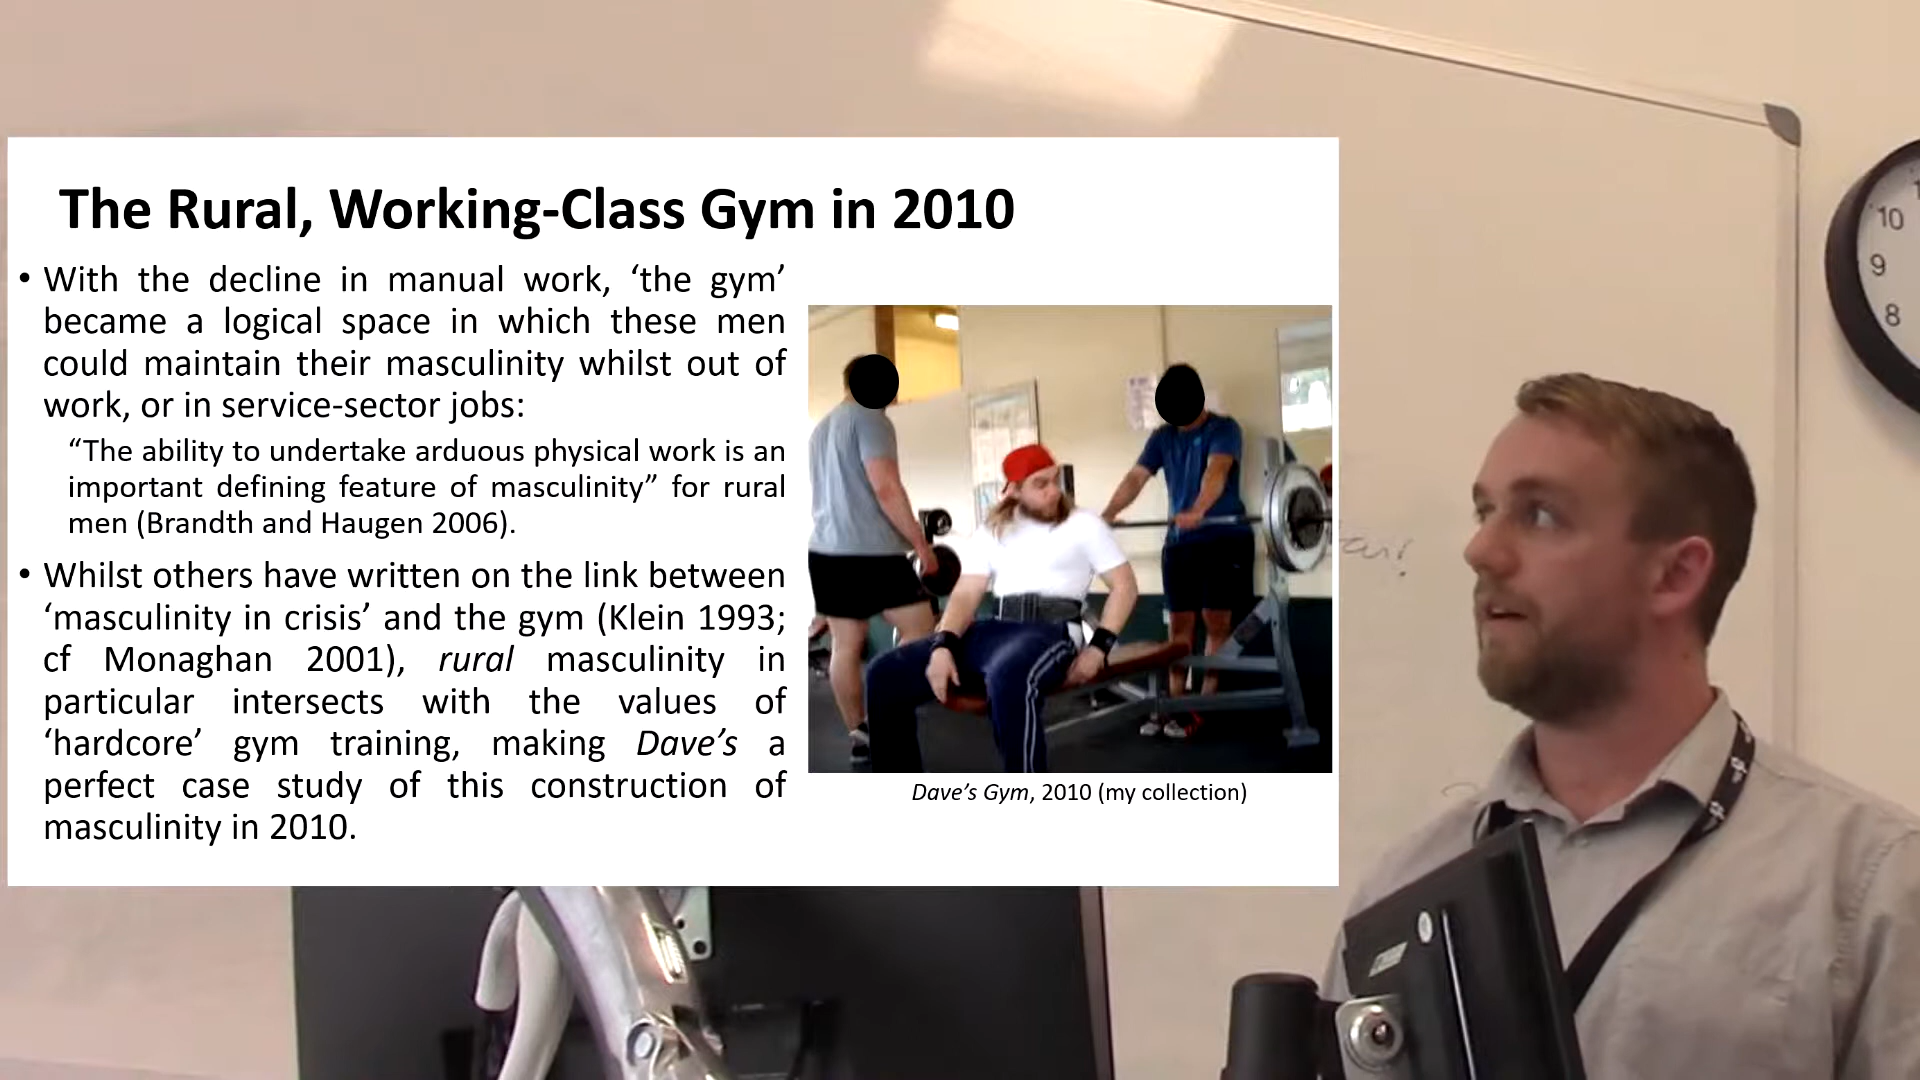 The Rural, Working-Class Gym in 2010
• With the decline in manual work, ‘the gym’
became a logical space in which these men
could maintain their masculinity whilst out of
work, or in service-sector jobs:
“The ability to undertake arduous physical work is an
important defining feature of masculinity” for rural
men (Brandth and Haugen 2006).
• Whilst others have written on the link between
‘masculinity in crisis’ and the gym (Klein 1993;
cf Monaghan 2001), rural masculinity in
particular intersects with the values of
‘hardcore’ gym training, making Dave’s a
perfect case study of this construction of
masculinity in 2010.
Dave’s Gym, 2010 (my collection)
10
9
8